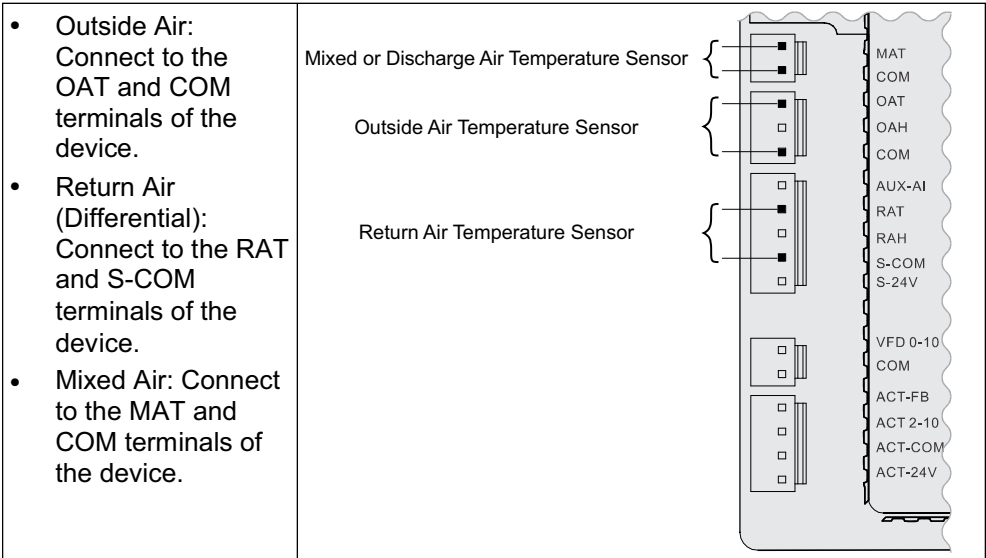 • Outside Air:
Connect to the
OAT and COM
terminals of the
device.
• Return Air
(Differential):
Connect to the RAT
and S-COM
terminals of the
device.
• Mixed Air: Connect
to the MAT and
COM terminals of
the device.
Mixed or Discharge Air Temperature Sensor
Outside Air Temperature Sensor
Return Air Temperature Sensor
MAT
COM
OAT
OAH
COM
AUX-AI
RAT
RAH
S-COM
S-24V
VFD 0-10
COM
ACT-FB
ACT 2-10
ACT-COM
ACT-24V